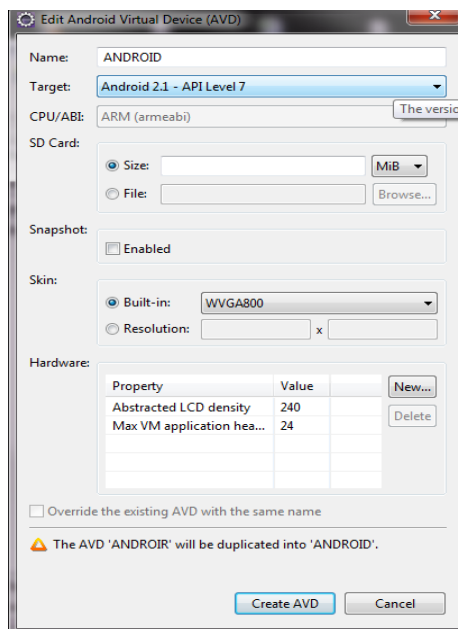 Edit Android Virtual Device (AVD)
Name: ANDROID
Target: Android 2.1 - API Level 7
The versio
CPU/ABI: ARM (armeabi)
SD Card:
Size: MiB
File: Browse...
Snapshot:
Enabled
Skin:
Built-in: WVGA800
Resolution: x
Hardware:
Property Value New...
Abstracted LCD density 240 Delete
Max VM application hea... 24
Override the existing AVD with the same name
The AVD 'ANDROIR' will be duplicated into 'ANDROID'.
Create AVD Cancel